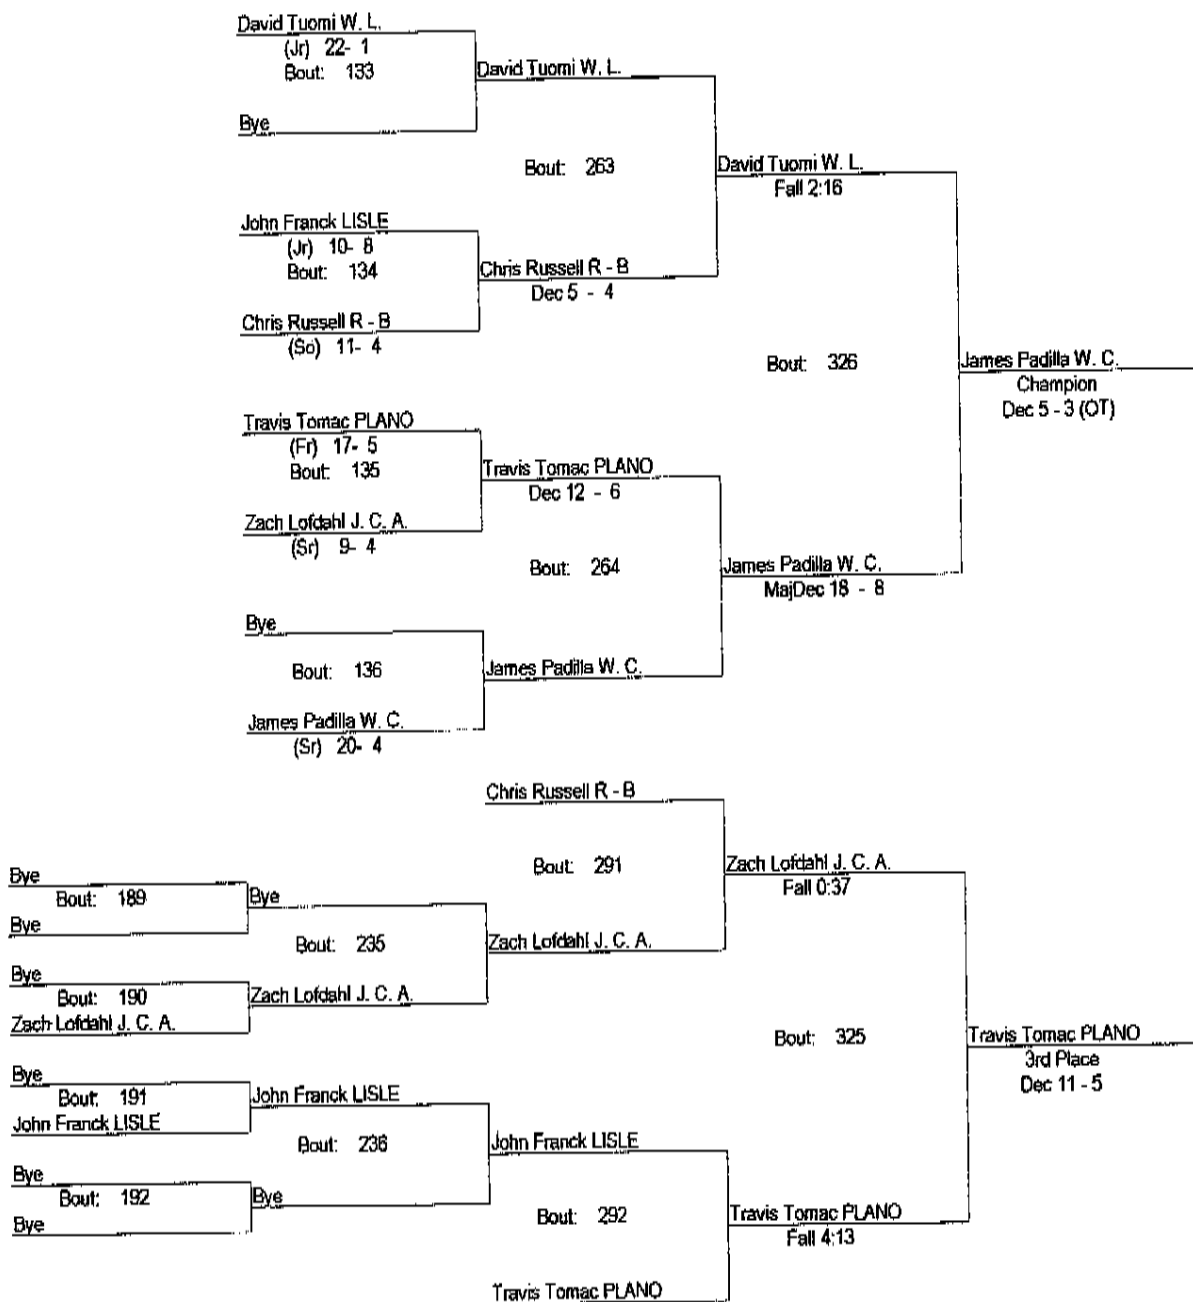 David Tuomi W. L.
(Jr) 22- 1
Bout: 133
David Tuomi W. L.
Bye
Bout: 263
David Tuomi W. L.
Fall 2:16
John Franck LISLE
(Jr) 10- 8
Bout: 134
Chris Russell R - B
Dec 5 - 4
Chris Russell R - B
(So) 11- 4
Bout: 326
James Padilla W. C.
Champion
Dec 5 - 3 (OT)
Travis Tomac PLANO
(Fr) 17- 5
Bout: 135
Travis Tomac PLANO
Dec 12 - 6
Zach Lofdahl J. C. A.
(Sr) 9- 4
Bout: 264
James Padilla W. C.
MajDec 18 - 8
Bye
Bout: 136
James Padilla W. C.
James Padilla W. C.
(Sr) 20- 4
Chris Russell R - B
Bout: 291
Zach Lofdahl J. C. A.
Fall 0:37
Bye
Bout: 189
Bye
Bye
Bout: 235
Zach Lofdahl J. C. A.
Bye
Bout: 190
Zach Lofdahl J. C. A.
Zach Lofdahl J. C. A.
Bout: 325
Travis Tomac PLANO
3rd Place
Dec 11 - 5
Bye
Bout: 191
John Franck LISLE
John Franck LISLE
Bout: 236
John Franck LISLE
Bye
Bout: 192
Bye
Bye
Bout: 292
Travis Tomac PLANO
Fall 4:13
Travis Tomac PLANO